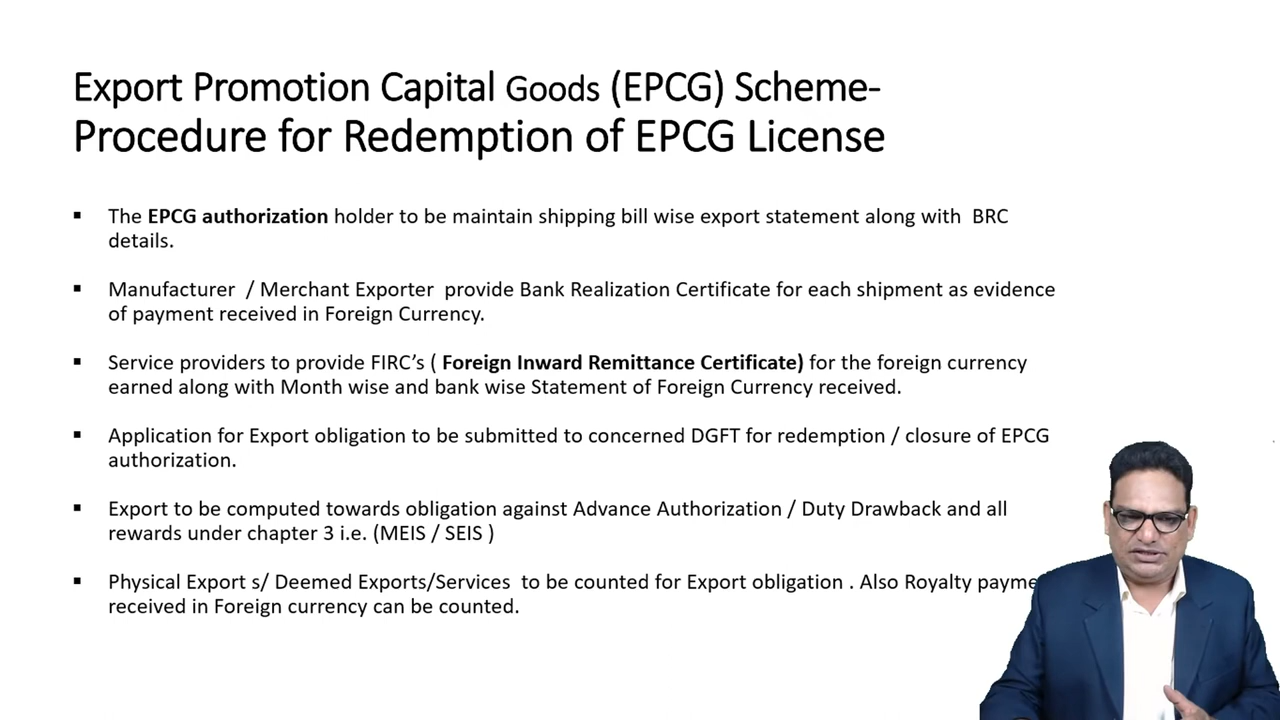 Export Promotion Capital Goods (EPCG) Scheme-
Procedure for Redemption of EPCG License
▪ The EPCG authorization holder to be maintain shipping bill wise export statement along with BRC
details.
▪ Manufacturer / Merchant Exporter provide Bank Realization Certificate for each shipment as evidence
of payment received in Foreign Currency.
▪ Service providers to provide FIRC’s ( Foreign Inward Remittance Certificate) for the foreign currency
earned along with Month wise and bank wise Statement of Foreign Currency received.
▪ Application for Export obligation to be submitted to concerned DGFT for redemption / closure of EPCG
authorization.
▪ Export to be computed towards obligation against Advance Authorization / Duty Drawback and all
rewards under chapter 3 i.e. (MEIS / SEIS )
▪ Physical Export s/ Deemed Exports/Services to be counted for Export obligation . Also Royalty
received in Foreign currency can be counted.